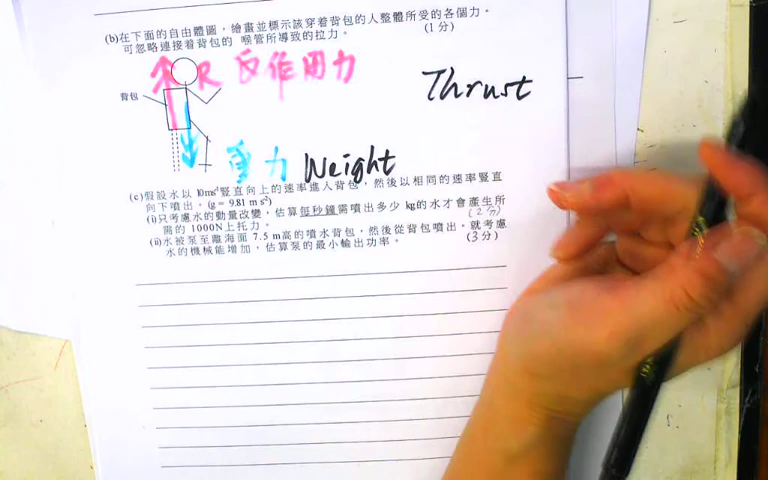 (b)在下面的自由體圖,繪畫並標示該穿着背包的人整體所受的各個力。
可忽略連接着背包的 喉管所導致的拉力。 (1 分)
R 反作用力
Thrust
背包
重力 Weight
(c)假設水以 10ms⁻¹豎直向上的速率進入背包,然後以相同的速率豎直
向下噴出。(g = 9.81 m s⁻²)
(i)只考慮水的動量改變,估算每秒鐘需噴出多少 kg的水才會產生所
需的 1000N上托力。 (2 分)
(ii)水被泵至離海面 7.5 m高的噴水背包,然後從背包噴出。就考慮
水的機械能增加,估算泵的最小輸出功率。 (3 分)